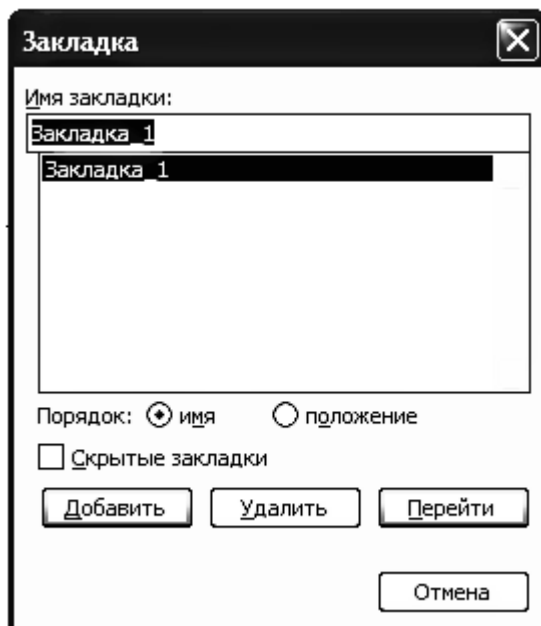 Закладка
Имя закладки:
Закладка_1
Закладка_1
Порядок: имя положение
Скрытые закладки
Добавить Удалить Перейти
Отмена